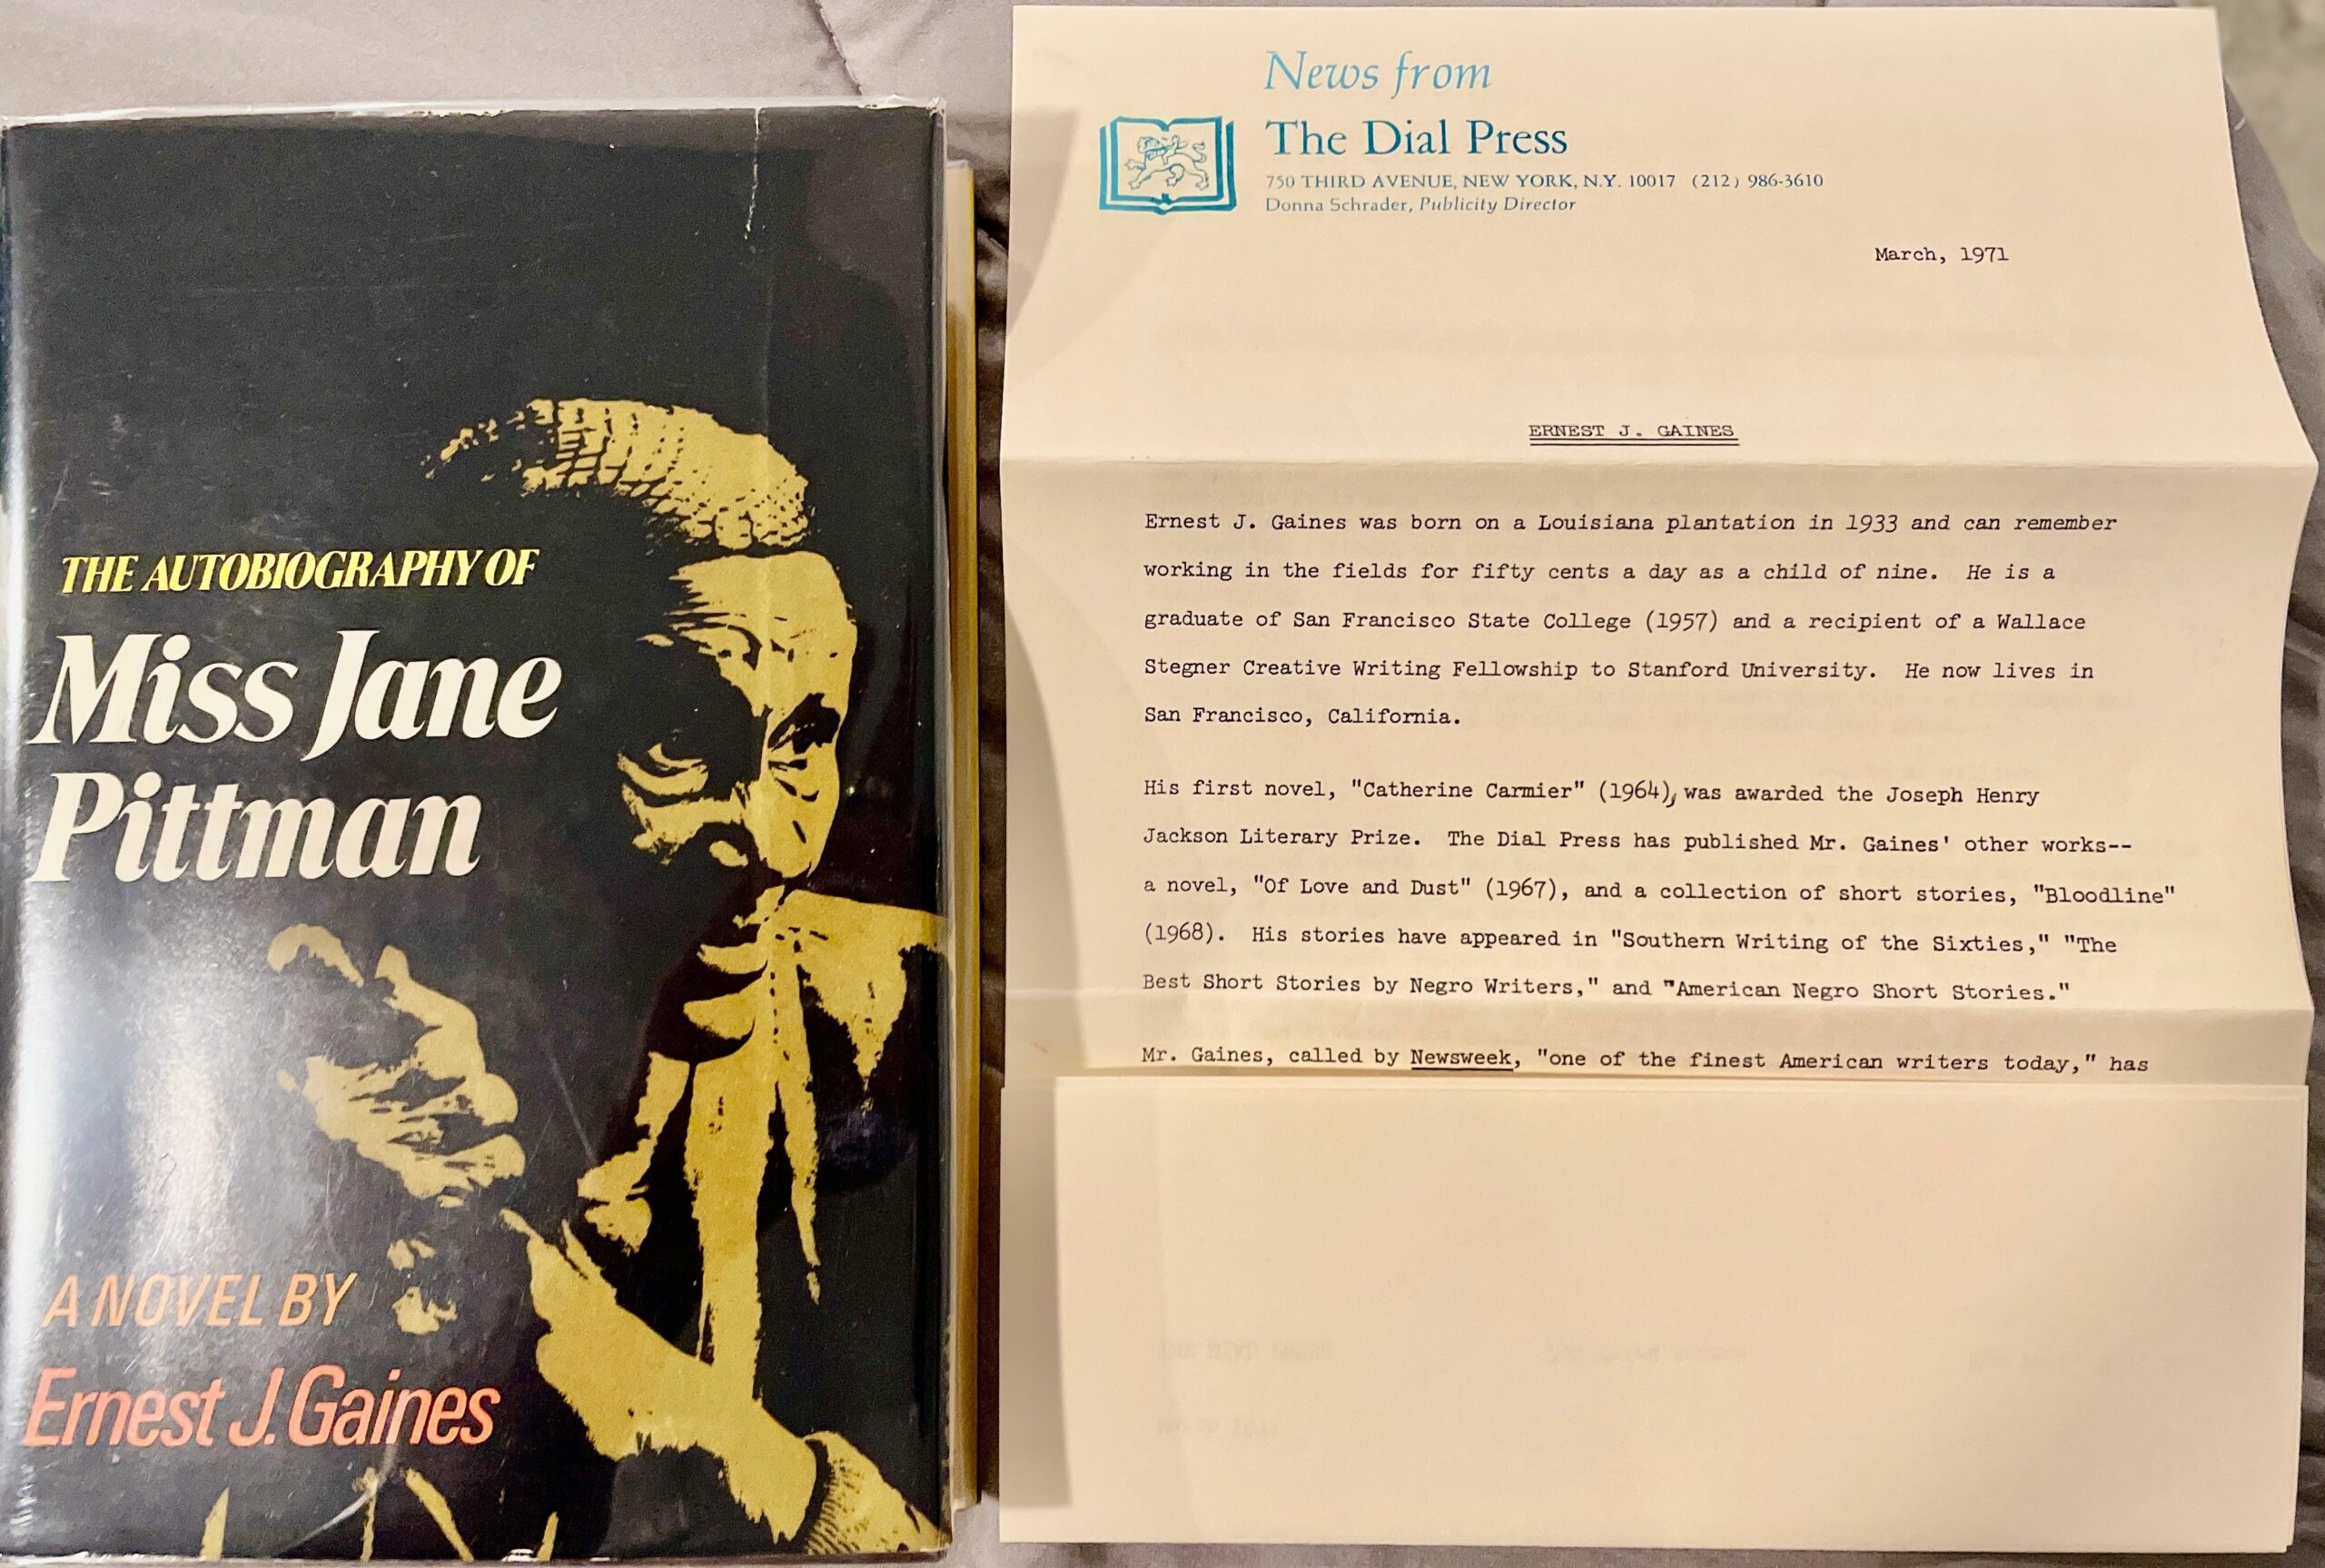 THE AUTOBIOGRAPHY OF
Miss Jane
Pittman
A NOVEL BY
Ernest J. Gaines
News from
The Dial Press
750 THIRD AVENUE, NEW YORK, N.Y. 10017 (212) 986-3610
Donna Schrader, Publicity Director
March, 1971
ERNEST J. GAINES
Ernest J. Gaines was born on a Louisiana plantation in 1933 and can remember
working in the fields for fifty cents a day as a child of nine. He is a
graduate of San Francisco State College (1957) and a recipient of a Wallace
Stegner Creative Writing Fellowship to Stanford University. He now lives in
San Francisco, California.
His first novel, "Catherine Carmier" (1964), was awarded the Joseph Henry
Jackson Literary Prize. The Dial Press has published Mr. Gaines' other works--
a novel, "Of Love and Dust" (1967), and a collection of short stories, "Bloodline"
(1968). His stories have appeared in "Southern Writing of the Sixties," "The
Best Short Stories by Negro Writers," and "American Negro Short Stories."
Mr. Gaines, called by Newsweek, "one of the finest American writers today," has